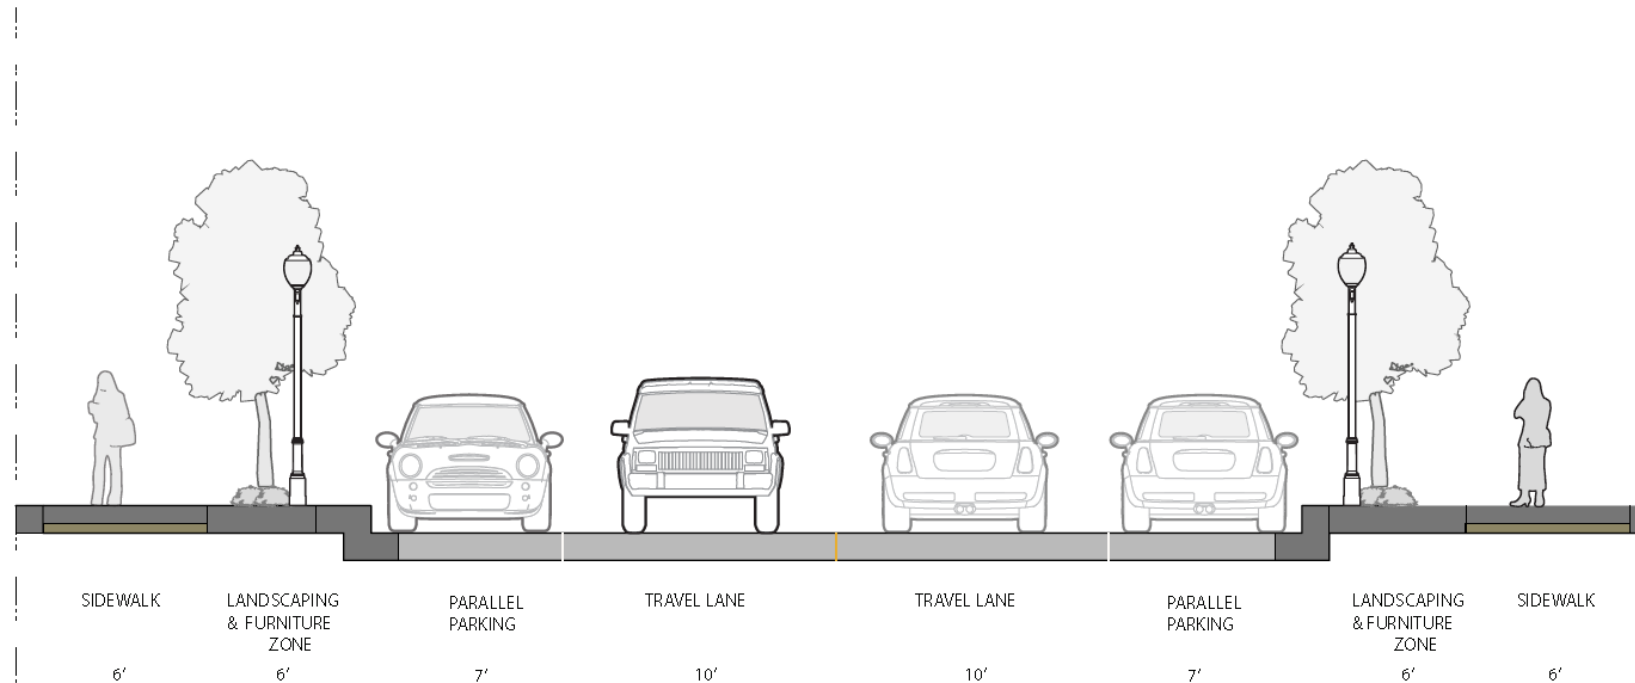 SIDEWALK
LANDSCAPING
& FURNITURE
ZONE
PARALLEL
PARKING
TRAVEL LANE
TRAVEL LANE
PARALLEL
PARKING
LANDSCAPING
& FURNITURE
ZONE
SIDEWALK
6’
6’
7’
10’
10’
7’
6’
6’